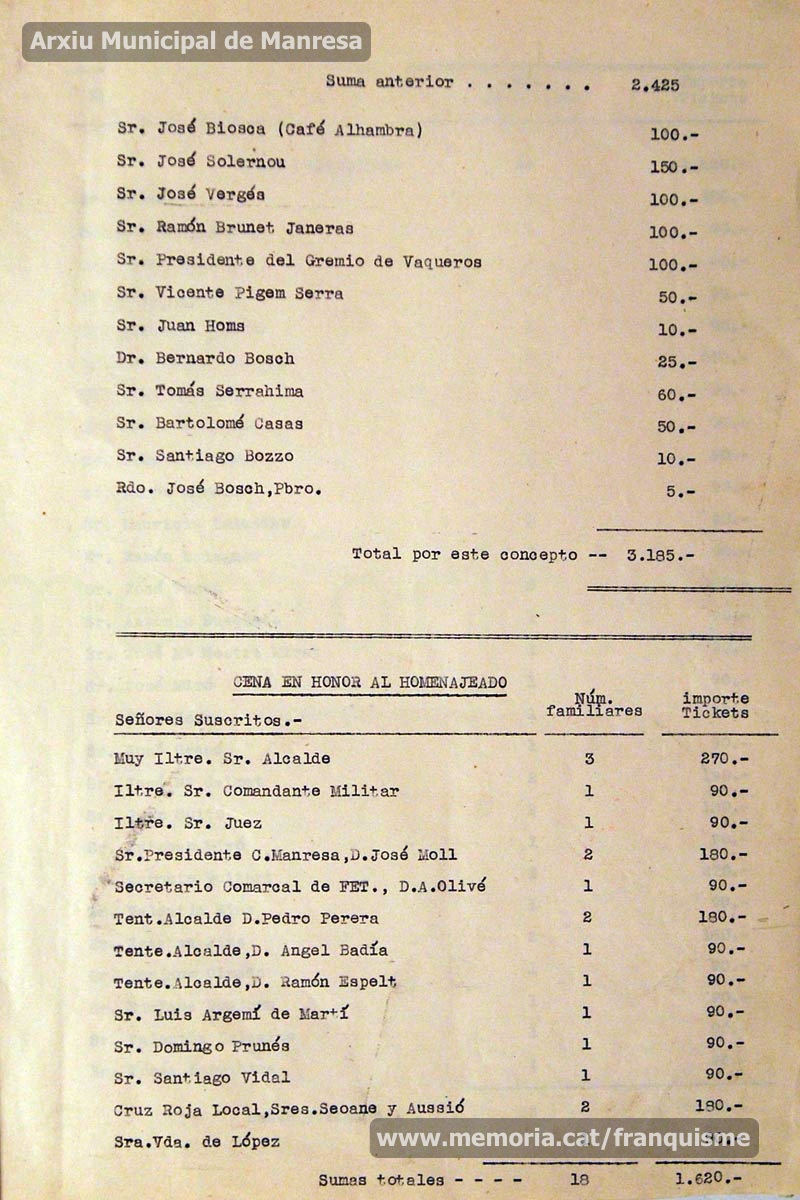 Arxiu Municipal de Manresa
Suma anterior . . . . . . . 2.425
Sr. José Biosca (Café Alhambra) 100.-
Sr. José Solernou 150.-
Sr. José Vergés 100.-
Sr. Ramón Brunet Janeras 100.-
Sr. Presidente del Gremio de Vaqueros 100.-
Sr. Vicente Pigem Serra 50.-
Sr. Juan Homs 10.-
Dr. Bernardo Bosch 25.-
Sr. Tomás Serrahima 60.-
Sr. Bartolomé Casas 50.-
Sr. Santiago Bozzo 10.-
Rdo. José Bosch,Pbro. 5.-
Total por este concepto -- 3.185.-
CENA EN HONOR AL HOMENAJEADO
Núm. importe
Señores Suscritos.- familiares Tickets
Muy Iltre. Sr. Alcalde 3 270.-
Iltre. Sr. Comandante Militar 1 90.-
Iltre. Sr. Juez 1 90.-
Sr.Presidente C.Manresa,D.José Moll 2 180.-
Secretario Comarcal de FET., D.A.Olivé 1 90.-
Tent.Alcalde D.Pedro Perera 2 180.-
Tente.Alcalde,D. Angel Badía 1 90.-
Tente.Alcalde,D. Ramón Espelt 1 90.-
Sr. Luis Argemí de Martí 1 90.-
Sr. Domingo Prunés 1 90.-
Sr. Santiago Vidal 1 90.-
Cruz Roja Local,Sres.Seoane y Aussió 2 180.-
Sra.Vda. de López
www.memoria.cat/franquisme
Sumas totales - - - - 18 1.620.-